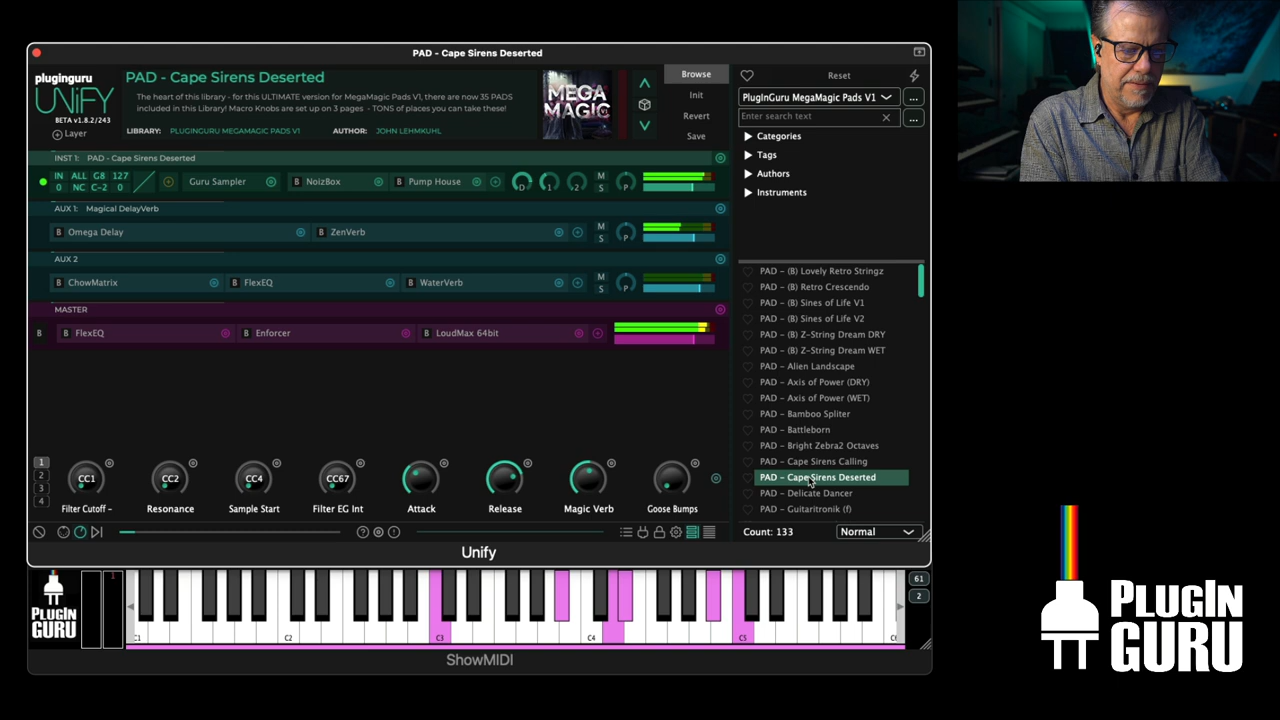 PAD - Cape Sirens Deserted
pluginguru
UNiFY
BETA v1.8.2/243
Layer
PAD - Cape Sirens Deserted
The heart of this library - for this ULTIMATE version for MegaMagic Pads V1, there are now 35 PADS
included in this Library! Macro Knobs are set up on 3 pages - TONS of places you can take these!
LIBRARY: PLUGINGURU MEGAMAGIC PADS V1 AUTHOR: JOHN LEHMKUHL
MEGA
MAGIC
Browse
Init
Revert
Save
Reset
PlugInGuru MegaMagic Pads V1
...
Enter search text
...
Categories
Tags
Authors
Instruments
INST 1: PAD - Cape Sirens Deserted
IN ALL G8 127
0 NC C-2 0
Guru Sampler B NoizBox B Pump House D 1 2 M S P
AUX 1: Magical DelayVerb
B Omega Delay B ZenVerb M S P
AUX 2
B ChowMatrix B FlexEQ B WaterVerb M S P
MASTER
B B FlexEQ B Enforcer B LoudMax 64bit
PAD - (B) Lovely Retro Stringz
PAD - (B) Retro Crescendo
PAD - (B) Sines of Life V1
PAD - (B) Sines of Life V2
PAD - (B) Z-String Dream DRY
PAD - (B) Z-String Dream WET
PAD - Alien Landscape
PAD - Axis of Power (DRY)
PAD - Axis of Power (WET)
PAD - Bamboo Spliter
PAD - Battleborn
PAD - Bright Zebra2 Octaves
PAD - Cape Sirens Calling
PAD - Cape Sirens Deserted
PAD - Delicate Dancer
PAD - Guitaritronik (f)
Count: 133 Normal
1
2
3
4
CC1 CC2 CC4 CC67
Filter Cutoff - Resonance Sample Start Filter EG Int Attack Release Magic Verb Goose Bumps
Unify
PLUGIN
GURU
1
C1 C2 C3 C4 C5
61
2
ShowMIDI
PLUGIN
GURU